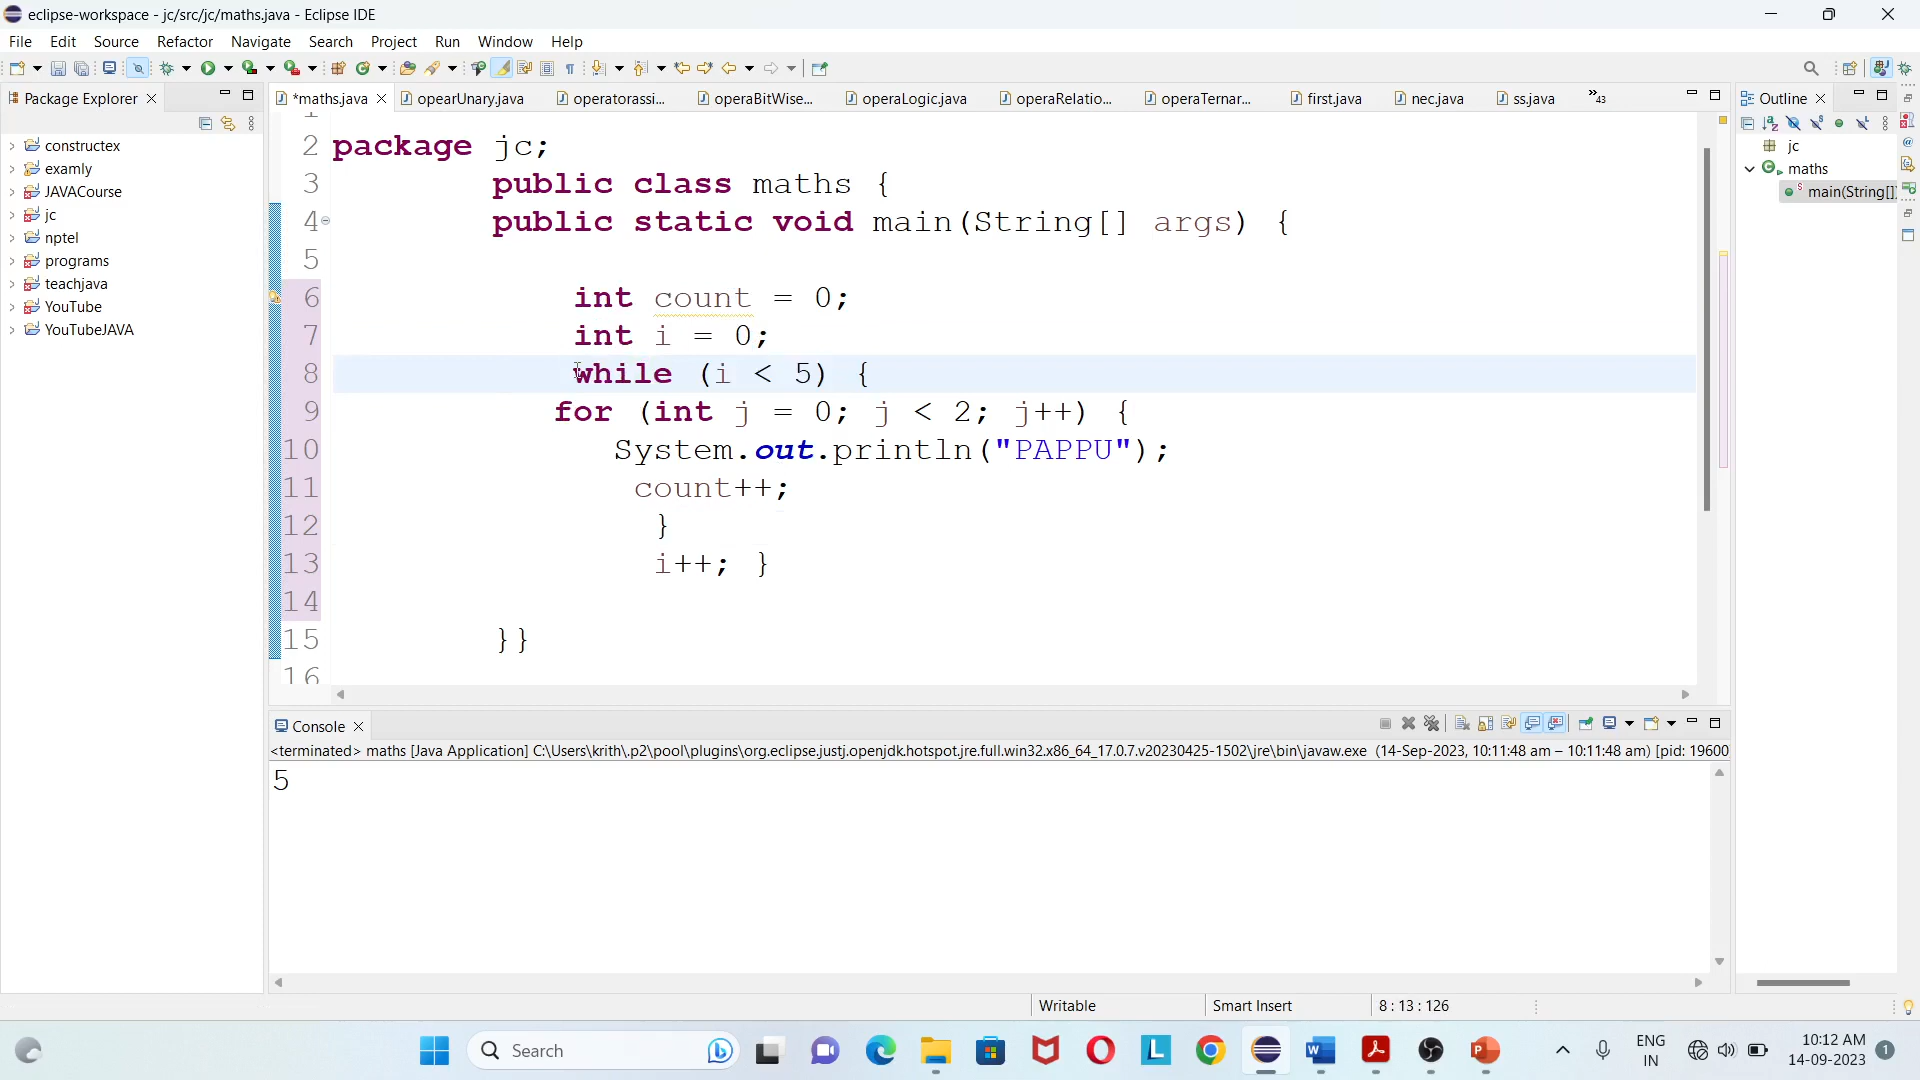 eclipse-workspace - jc/src/jc/maths.java - Eclipse IDE
File Edit Source Refactor Navigate Search Project Run Window Help
Package Explorer
*maths.java opearUnary.java operatorassi... operaBitWise... operaLogic.java operaRelatio... operaTernar... first.java nec.java ss.java »43
Outline
constructex
examly
JAVACourse
jc
nptel
programs
teachjava
YouTube
YouTubeJAVA
1
2 package jc;
3 public class maths {
4 public static void main(String[] args) {
5
6 int count = 0;
7 int i = 0;
8 while (i < 5) {
9 for (int j = 0; j < 2; j++) {
10 System.out.println("PAPPU");
11 count++;
12 }
13 i++; }
14
15 }}
16
jc
maths
main(String[])
Console
<terminated> maths [Java Application] C:\Users\krith\.p2\pool\plugins\org.eclipse.justj.openjdk.hotspot.jre.full.win32.x86_64_17.0.7.v20230425-1502\jre\bin\javaw.exe (14-Sep-2023, 10:11:48 am – 10:11:48 am) [pid: 19600
5
Writable Smart Insert 8 : 13 : 126
Search
ENG
IN
10:12 AM
14-09-2023
1